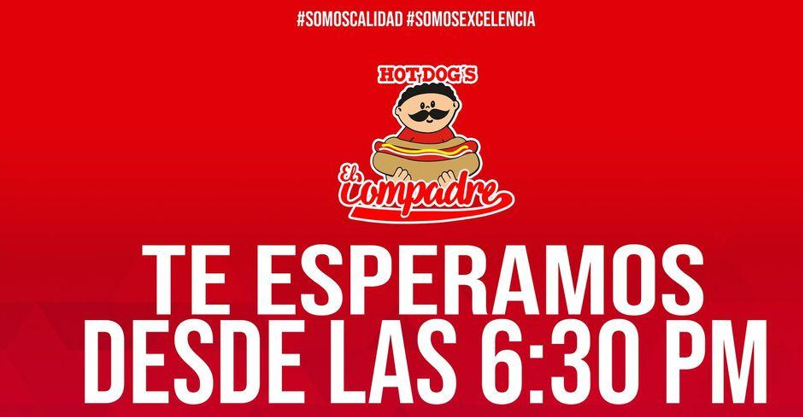 #SOMOSCALIDAD #SOMOSEXCELENCIA
HOT DOG'S
El Compadre
TE ESPERAMOS
DESDE LAS 6:30 PM